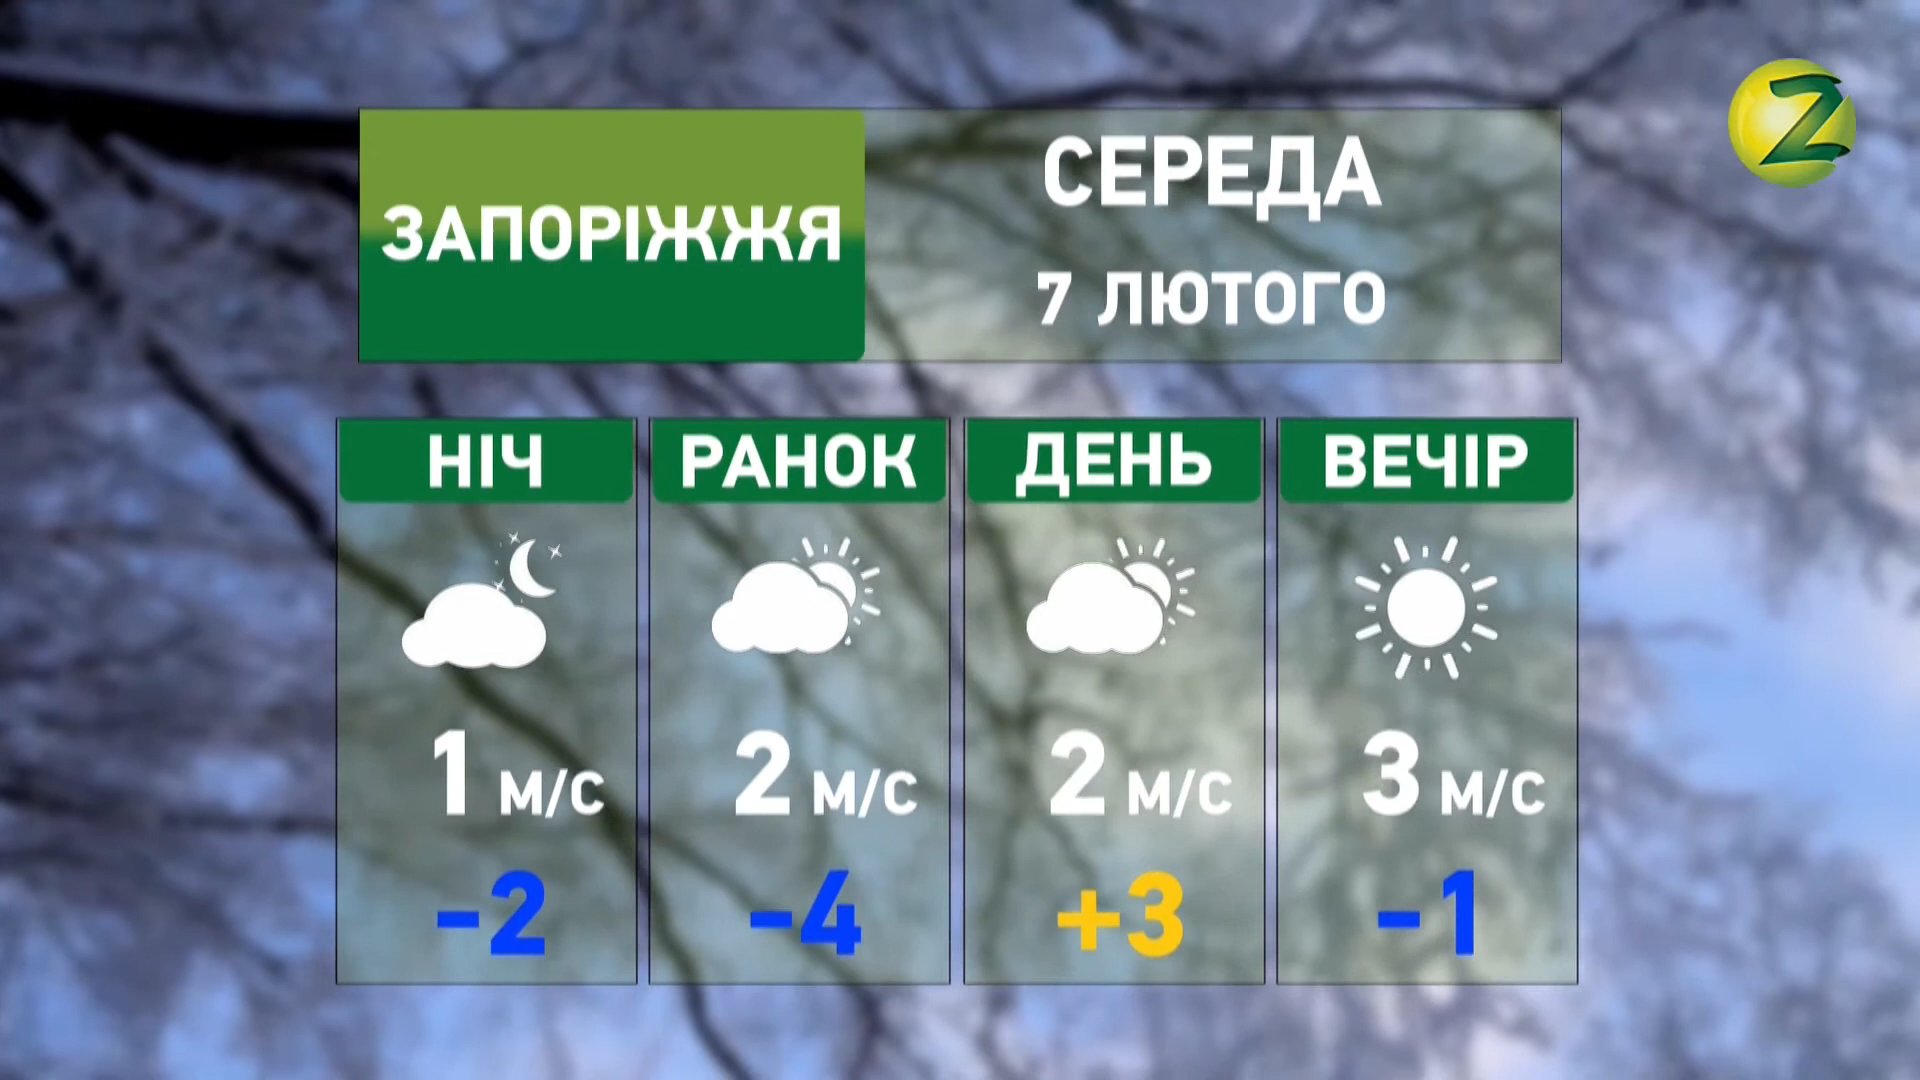 ЗАПОРІЖЖЯ
СЕРЕДА
7 ЛЮТОГО
НІЧ
РАНОК
ДЕНЬ
ВЕЧІР
1 М/С
2 М/С
2 М/С
3 М/С
-2
-4
+3
-1
Z